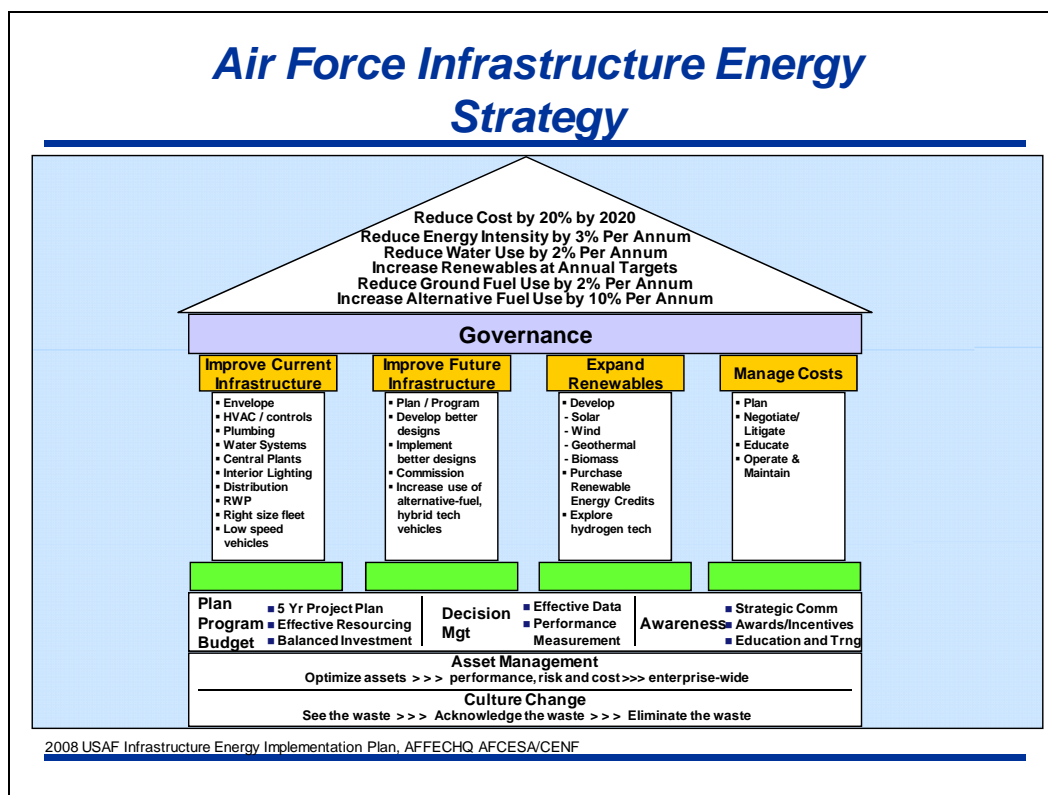 Air Force Infrastructure Energy
Strategy
Reduce Cost by 20% by 2020
Reduce Energy Intensity by 3% Per Annum
Reduce Water Use by 2% Per Annum
Increase Renewables at Annual Targets
Reduce Ground Fuel Use by 2% Per Annum
Increase Alternative Fuel Use by 10% Per Annum
Governance
Improve Current
Infrastructure
▪ Envelope
▪ HVAC / controls
▪ Plumbing
▪ Water Systems
▪ Central Plants
▪ Interior Lighting
▪ Distribution
▪ RWP
▪ Right size fleet
▪ Low speed
vehicles
Improve Future
Infrastructure
▪ Plan / Program
▪ Develop better
designs
▪ Implement
better designs
▪ Commission
▪ Increase use of
alternative-fuel,
hybrid tech
vehicles
Expand
Renewables
▪ Develop
- Solar
- Wind
- Geothermal
- Biomass
▪ Purchase
Renewable
Energy Credits
▪ Explore
hydrogen tech
Manage Costs
▪ Plan
▪ Negotiate/
Litigate
▪ Educate
▪ Operate &
Maintain
Plan
Program
Budget
■ 5 Yr Project Plan
■ Effective Resourcing
■ Balanced Investment
Decision
Mgt
■ Effective Data
■ Performance
Measurement
Awareness
■ Strategic Comm
■ Awards/Incentives
■ Education and Trng
Asset Management
Optimize assets > > > performance, risk and cost >>> enterprise-wide
Culture Change
See the waste > > > Acknowledge the waste > > > Eliminate the waste
2008 USAF Infrastructure Energy Implementation Plan, AFFECHQ AFCESA/CENF